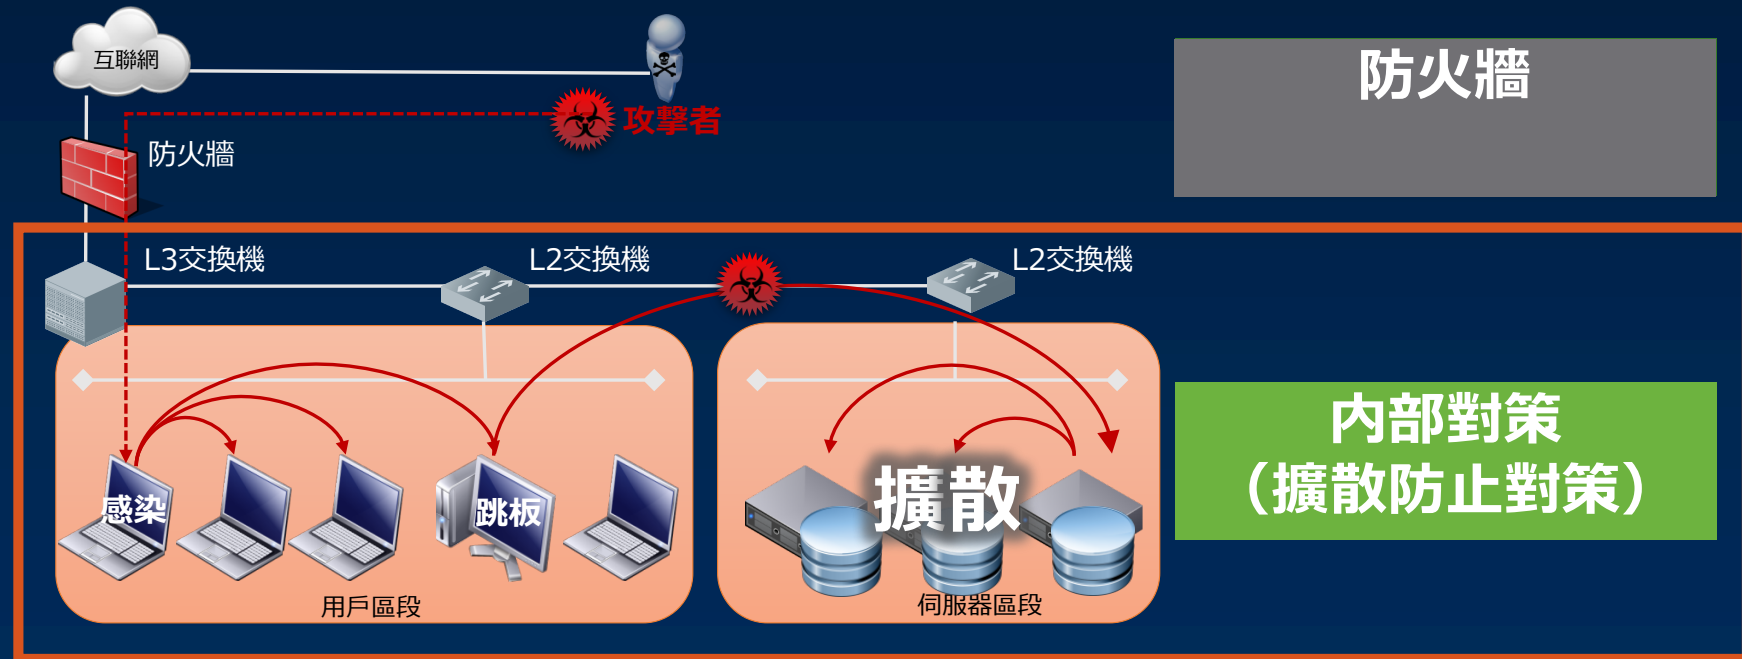 互聯網
攻撃者
防火牆
防火牆
L3交換機
L2交換機
L2交換機
感染
跳板
擴散
用戶區段
伺服器區段
内部對策
（擴散防止對策）